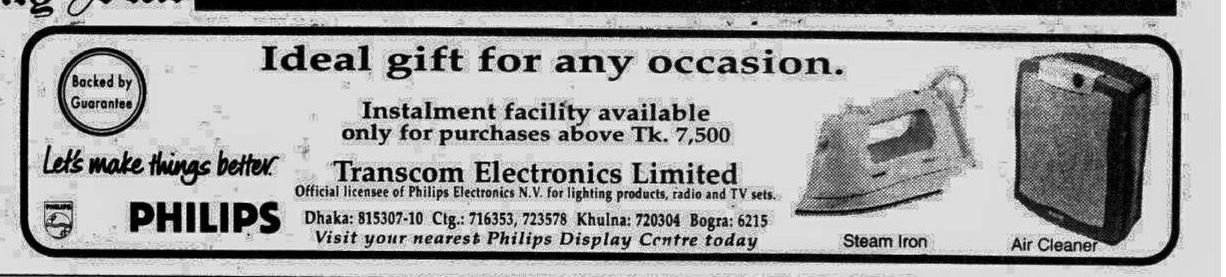 Ideal gift for any occasion.
Backed by
Guarantee
Instalment facility available
only for purchases above Tk. 7,500
Let's make things better.
Transcom Electronics Limited
Official licensee of Philips Electronics N.V. for lighting products, radio and TV sets.
PHILIPS
PHILIPS
Dhaka: 815307-10 Ctg.: 716353, 723578 Khulna: 720304 Bogra: 6215
Visit your nearest Philips Display Centre today
Steam Iron
Air Cleaner